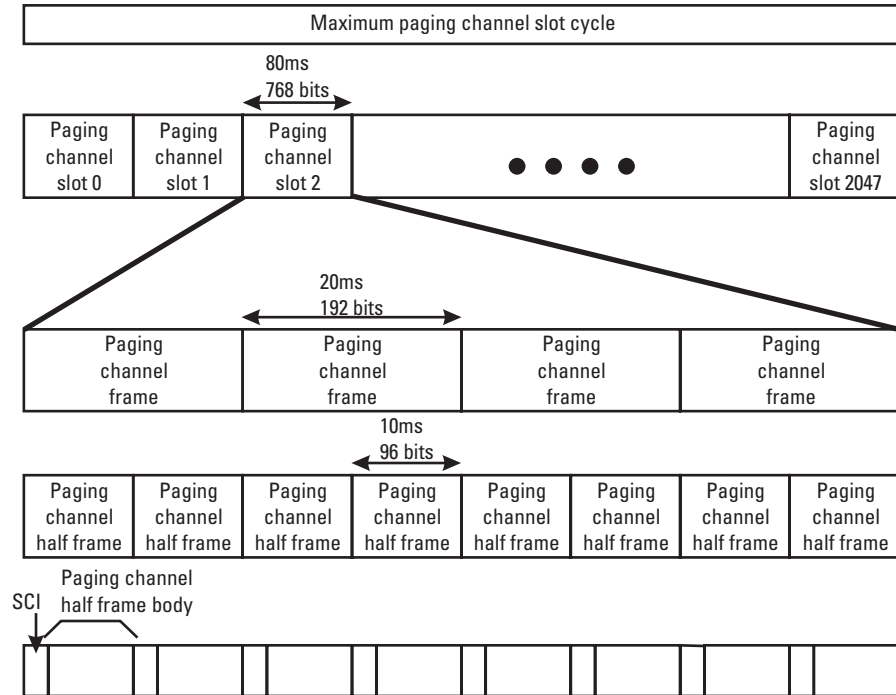 Maximum paging channel slot cycle
80ms
768 bits
Paging
channel
slot 0
Paging
channel
slot 1
Paging
channel
slot 2
Paging
channel
slot 2047
20ms
192 bits
Paging
channel
frame
Paging
channel
frame
Paging
channel
frame
Paging
channel
frame
10ms
96 bits
Paging
channel
half frame
Paging
channel
half frame
Paging
channel
half frame
Paging
channel
half frame
Paging
channel
half frame
Paging
channel
half frame
Paging
channel
half frame
Paging
channel
half frame
SCI
Paging channel
half frame body